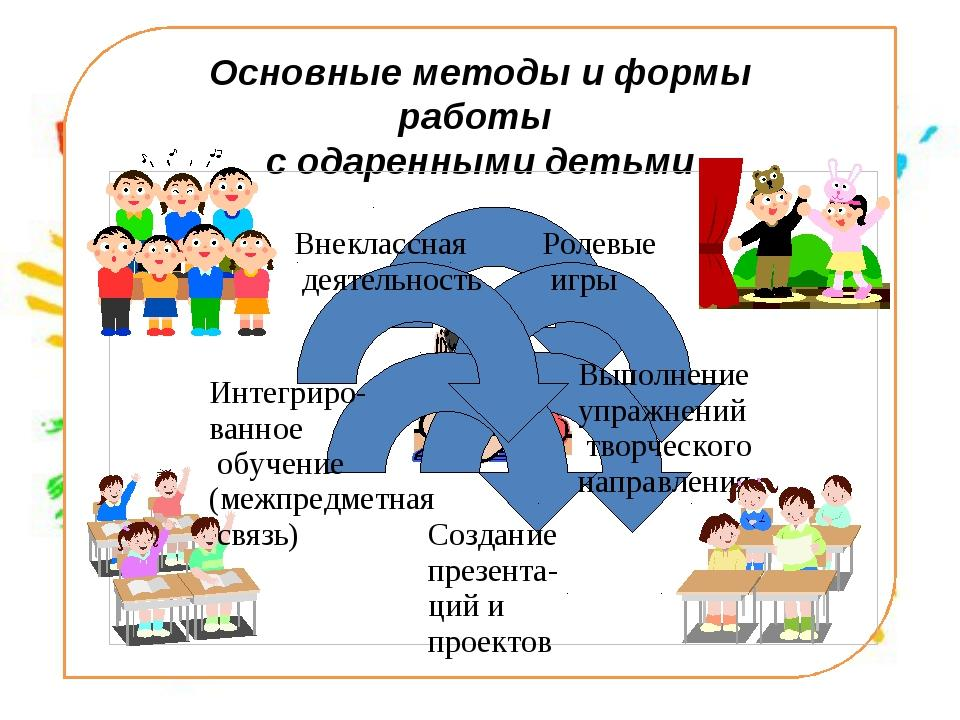 Основные методы и формы
работы
с одаренными детьми
Внеклассная
деятельность
Ролевые
игры
Выполнение
упражнений
творческого
направления
Интегриро-
ванное
обучение
(межпредметная
связь)
Создание
презента-
ций и
проектов